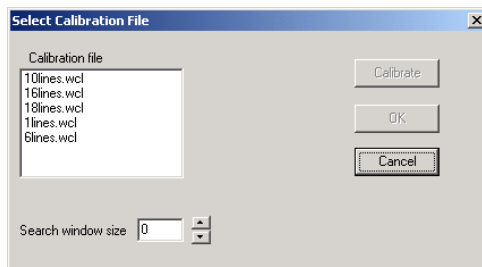 Select Calibration File
Calibration file
10lines.wcl
16lines.wcl
18lines.wcl
1lines.wcl
6lines.wcl
Calibrate
OK
Cancel
Search window size 0